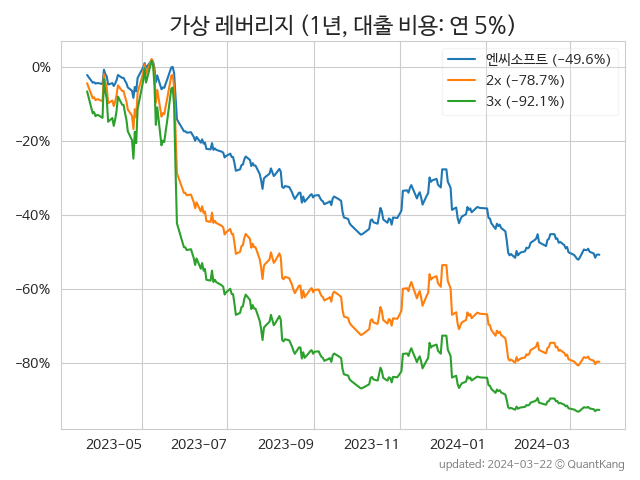 가상 레버리지 (1년, 대출 비용: 연 5%)
엔씨소프트 (−49.6%)
2x (−78.7%)
3x (−92.1%)
0%
−20%
−40%
−60%
−80%
2023-05 2023-07 2023-09 2023-11 2024-01 2024-03
updated: 2024-03-22 © QuantKang